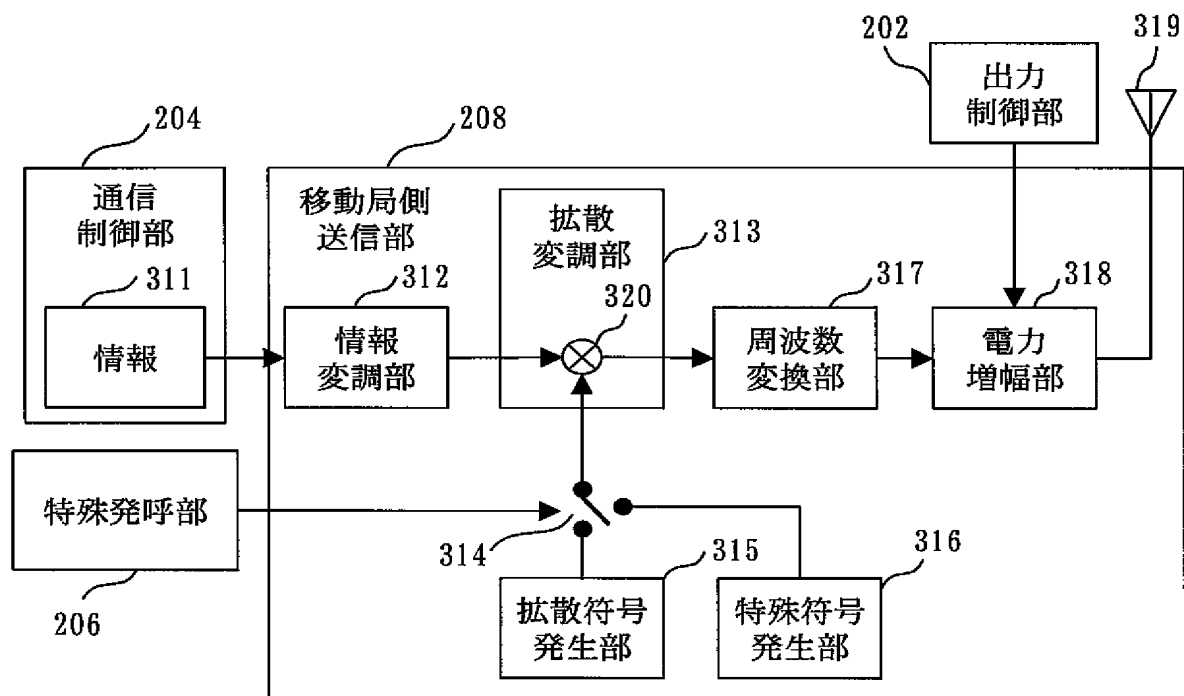 202
319
出力
制御部
204
208
通信
制御部
移動局側
送信部
拡散
変調部
313
311
312
320
317
318
情報
情報
変調部
周波数
変換部
電力
増幅部
特殊発呼部
314
315
316
206
拡散符号
発生部
特殊符号
発生部